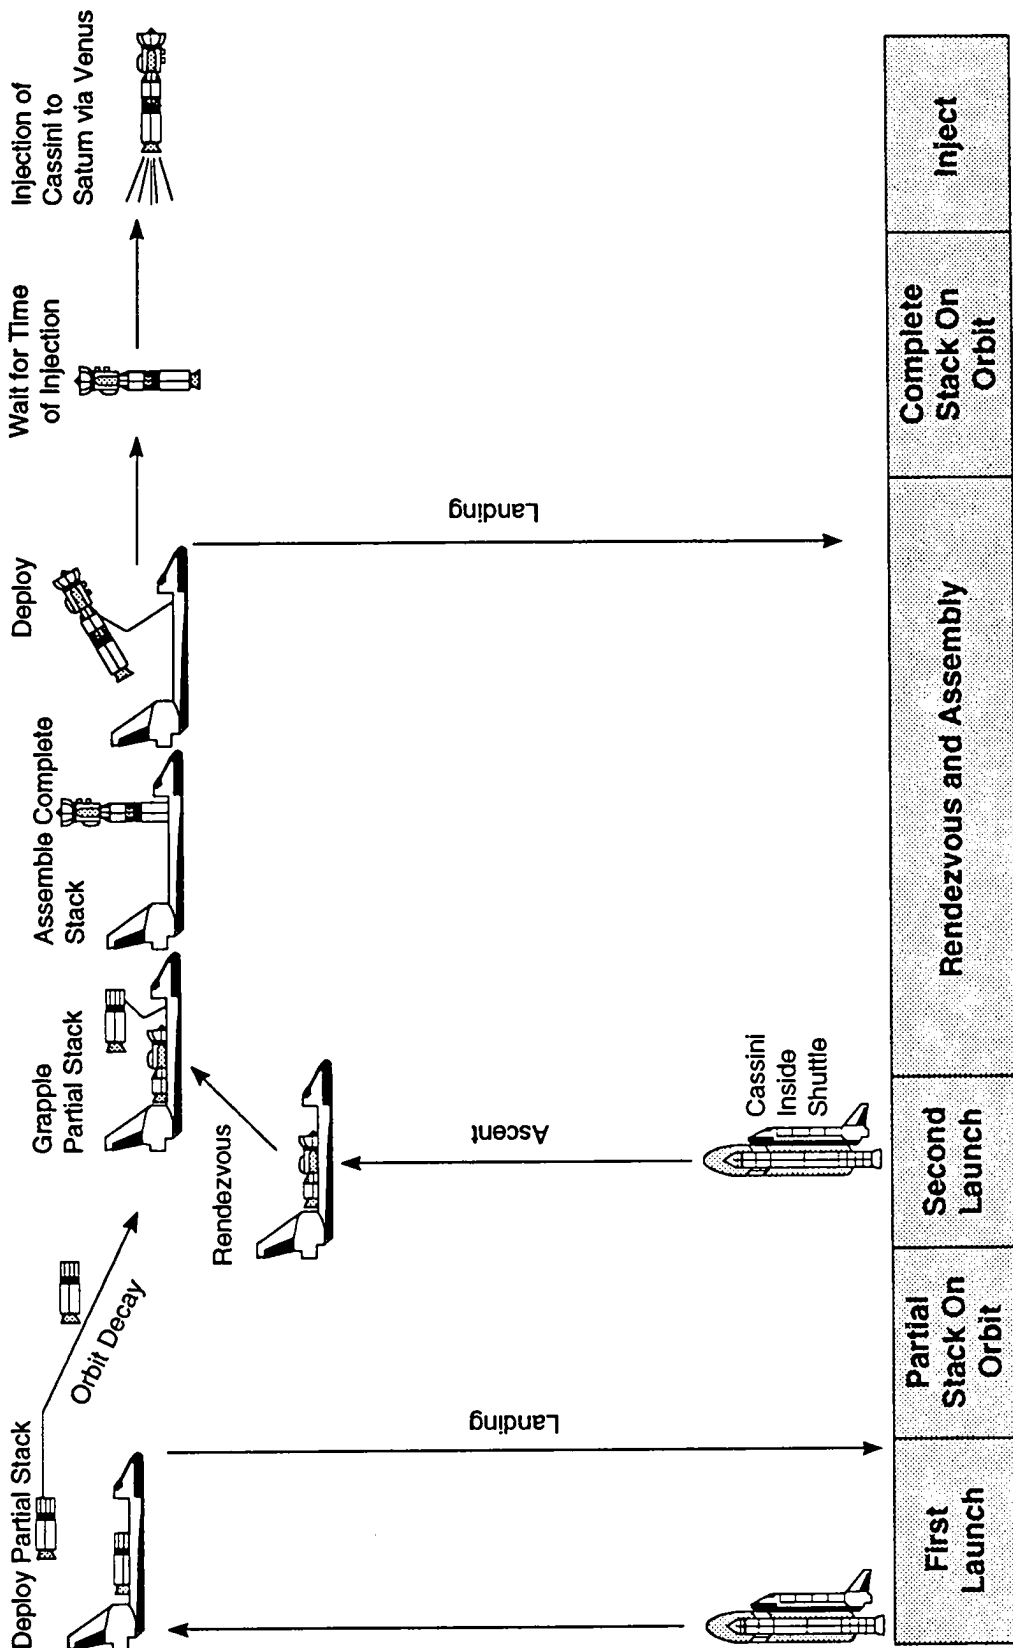 Deploy Partial Stack
Orbit Decay
Landing
Rendezvous
Ascent
Cassini
Inside
Shuttle
Grapple
Partial Stack
Assemble Complete
Stack
Deploy
Landing
Wait for Time
of Injection
Injection of
Cassini to
Saturn via Venus
First
Launch
Partial
Stack On
Orbit
Second
Launch
Rendezvous and Assembly
Complete
Stack On
Orbit
Inject